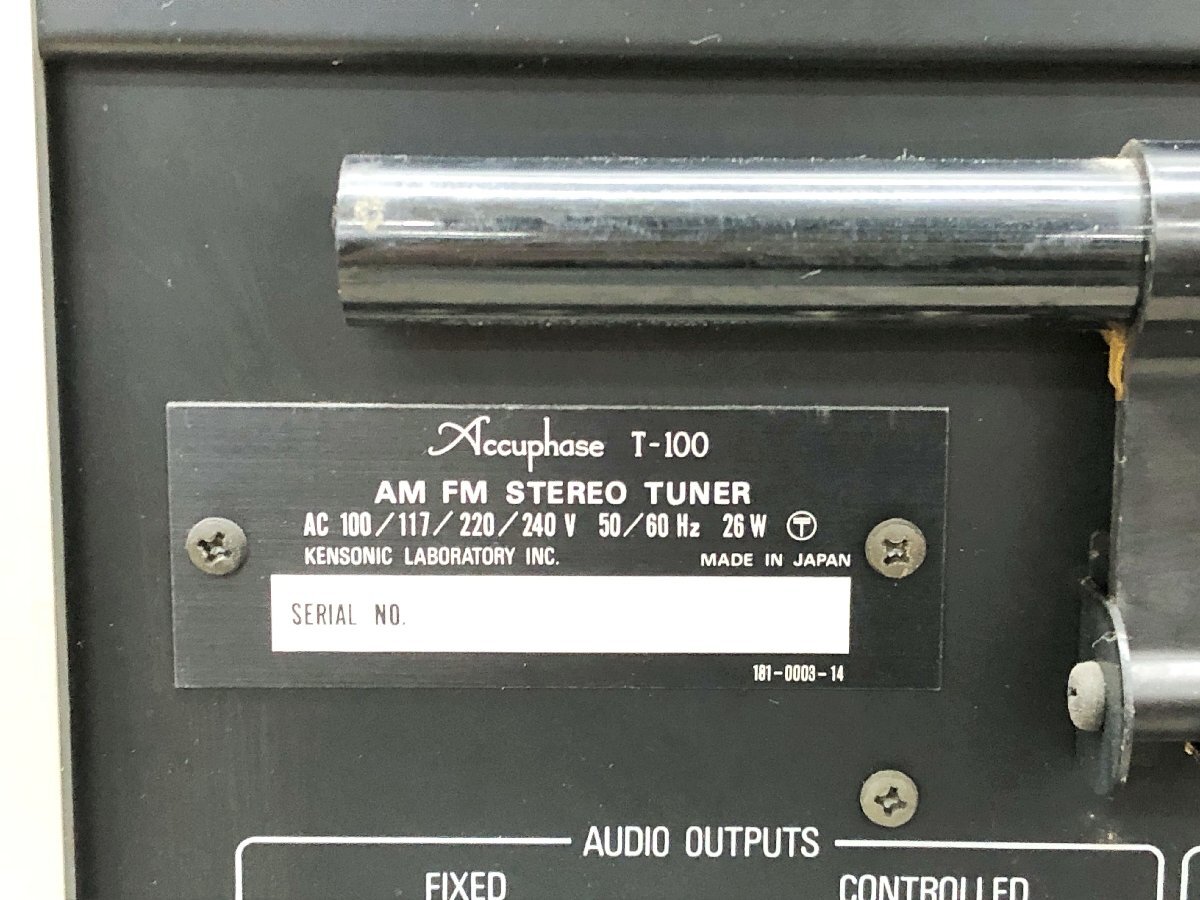 Accuphase T-100
AM FM STEREO TUNER
AC 100/117/220/240 V 50/60 Hz 26 W Ⓣ
KENSONIC LABORATORY INC. MADE IN JAPAN
SERIAL NO.
181-0003-14
AUDIO OUTPUTS
FIXED CONTROLLED